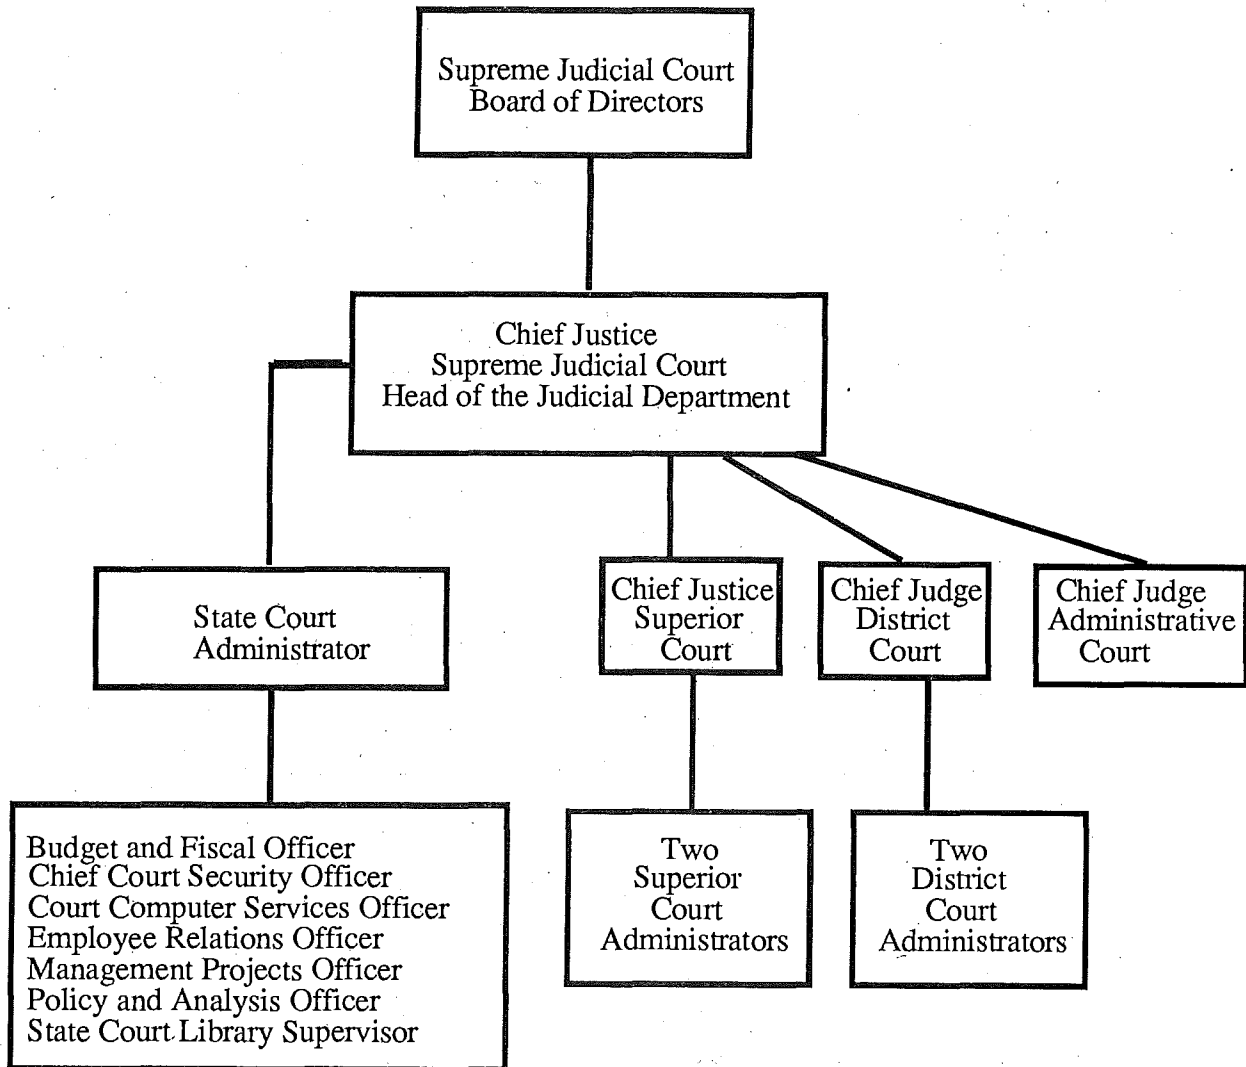 Supreme Judicial Court
Board of Directors
Chief Justice
Supreme Judicial Court
Head of the Judicial Department
State Court
Administrator
Chief Justice
Superior
Court
Chief Judge
District
Court
Chief Judge
Administrative
Court
Budget and Fiscal Officer
Chief Court Security Officer
Court Computer Services Officer
Employee Relations Officer
Management Projects Officer
Policy and Analysis Officer
State Court Library Supervisor
Two
Superior
Court
Administrators
Two
District
Court
Administrators